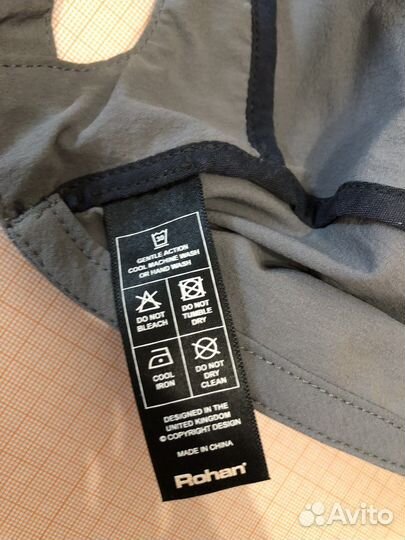 30
GENTLE ACTION
COOL MACHINE WASH
OR HAND WASH
DO NOT
BLEACH
DO NOT
TUMBLE
DRY
COOL
IRON
DO NOT
DRY
CLEAN
DESIGNED IN THE
UNITED KINGDOM
© COPYRIGHT DESIGN
MADE IN CHINA
Rohan®
Avito